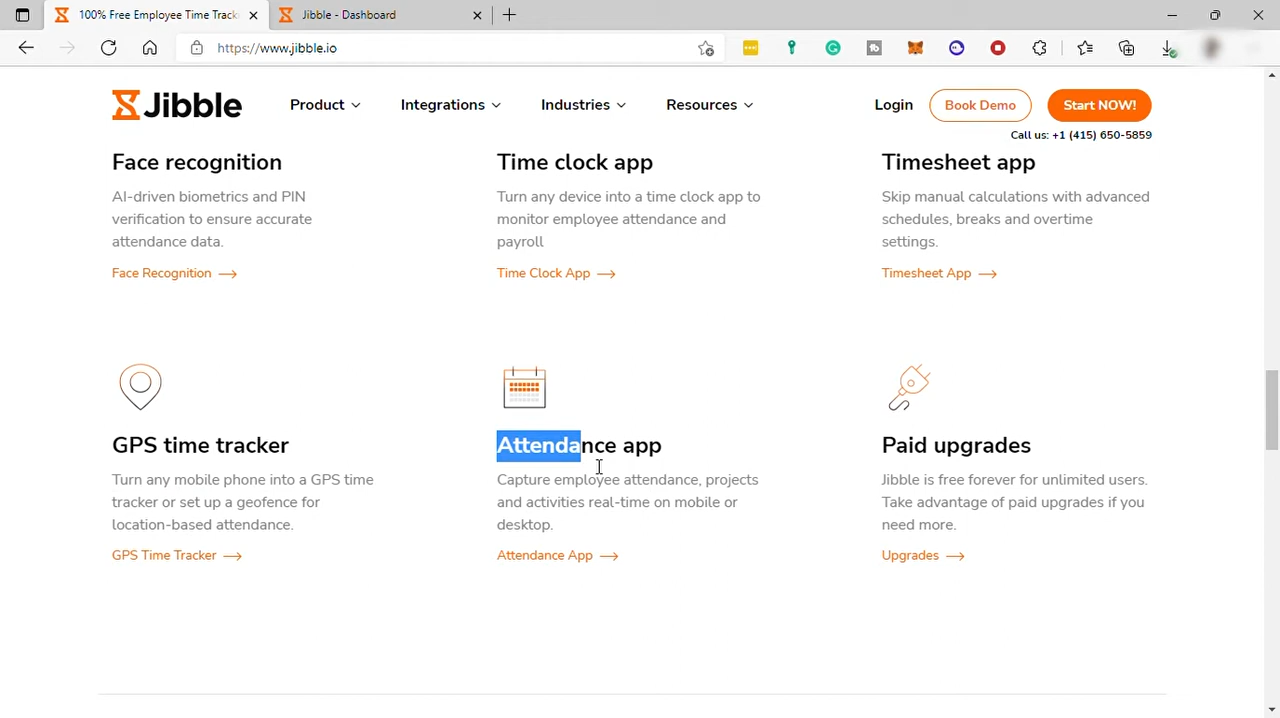 100% Free Employee Time Track
Jibble - Dashboard
https://www.jibble.io
Jibble
Product
Integrations
Industries
Resources
Login
Book Demo
Start NOW!
Call us: +1 (415) 650-5859
Face recognition
AI-driven biometrics and PIN
verification to ensure accurate
attendance data.
Face Recognition
Time clock app
Turn any device into a time clock app to
monitor employee attendance and
payroll
Time Clock App
Timesheet app
Skip manual calculations with advanced
schedules, breaks and overtime
settings.
Timesheet App
GPS time tracker
Turn any mobile phone into a GPS time
tracker or set up a geofence for
location-based attendance.
GPS Time Tracker
Attendance app
Capture employee attendance, projects
and activities real-time on mobile or
desktop.
Attendance App
Paid upgrades
Jibble is free forever for unlimited users.
Take advantage of paid upgrades if you
need more.
Upgrades